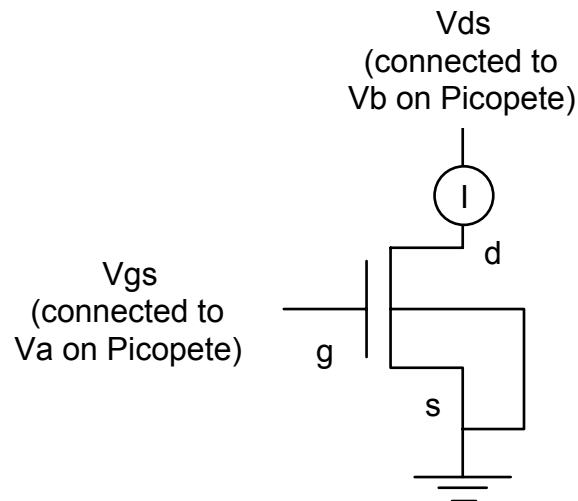 Vds
(connected to
Vb on Picopete)
I
d
Vgs
(connected to
Va on Picopete)
g
s